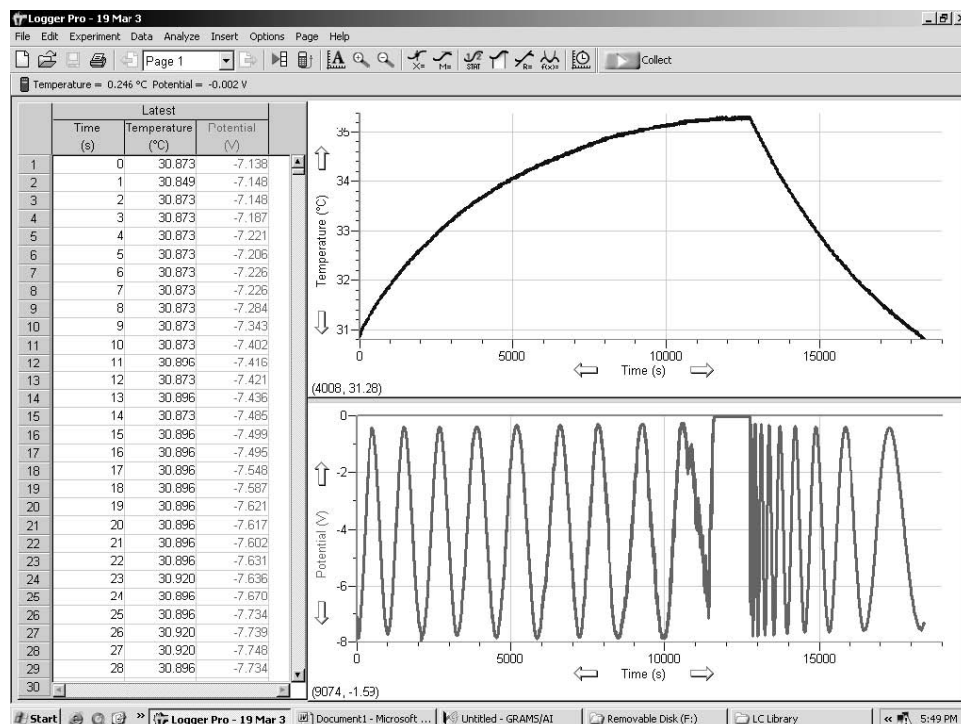 Logger Pro - 19 Mar 3
File Edit Experiment Data Analyze Insert Options Page Help
Page 1 X= M= STAT R= f(x)= Collect
Temperature = 0.246 °C Potential = -0.002 V
Latest
Time Temperature Potential
(s) (°C) (V)
1 0 30.873 -7.138
2 1 30.849 -7.148
3 2 30.873 -7.148
4 3 30.873 -7.187
5 4 30.873 -7.221
6 5 30.873 -7.206
7 6 30.873 -7.226
8 7 30.873 -7.226
9 8 30.873 -7.284
10 9 30.873 -7.343
11 10 30.873 -7.402
12 11 30.896 -7.416
13 12 30.873 -7.421
14 13 30.896 -7.436
15 14 30.873 -7.485
16 15 30.896 -7.499
17 16 30.896 -7.495
18 17 30.896 -7.548
19 18 30.896 -7.587
20 19 30.896 -7.621
21 20 30.896 -7.617
22 21 30.896 -7.602
23 22 30.896 -7.631
24 23 30.920 -7.636
25 24 30.896 -7.670
26 25 30.896 -7.734
27 26 30.920 -7.739
28 27 30.920 -7.748
29 28 30.896 -7.734
30
Temperature (°C)
35
34
33
32
31
0 5000 10000 15000
Time (s)
(4008, 31.28)
Potential (V)
0
-2
-4
-6
-8
5000 10000 15000
Time (s)
(9074, -1.59)
Start » Logger Pro - 19 Mar 3 Document1 - Microsoft ... Untitled - GRAMS/AI Removable Disk (F:) LC Library « 5:49 PM